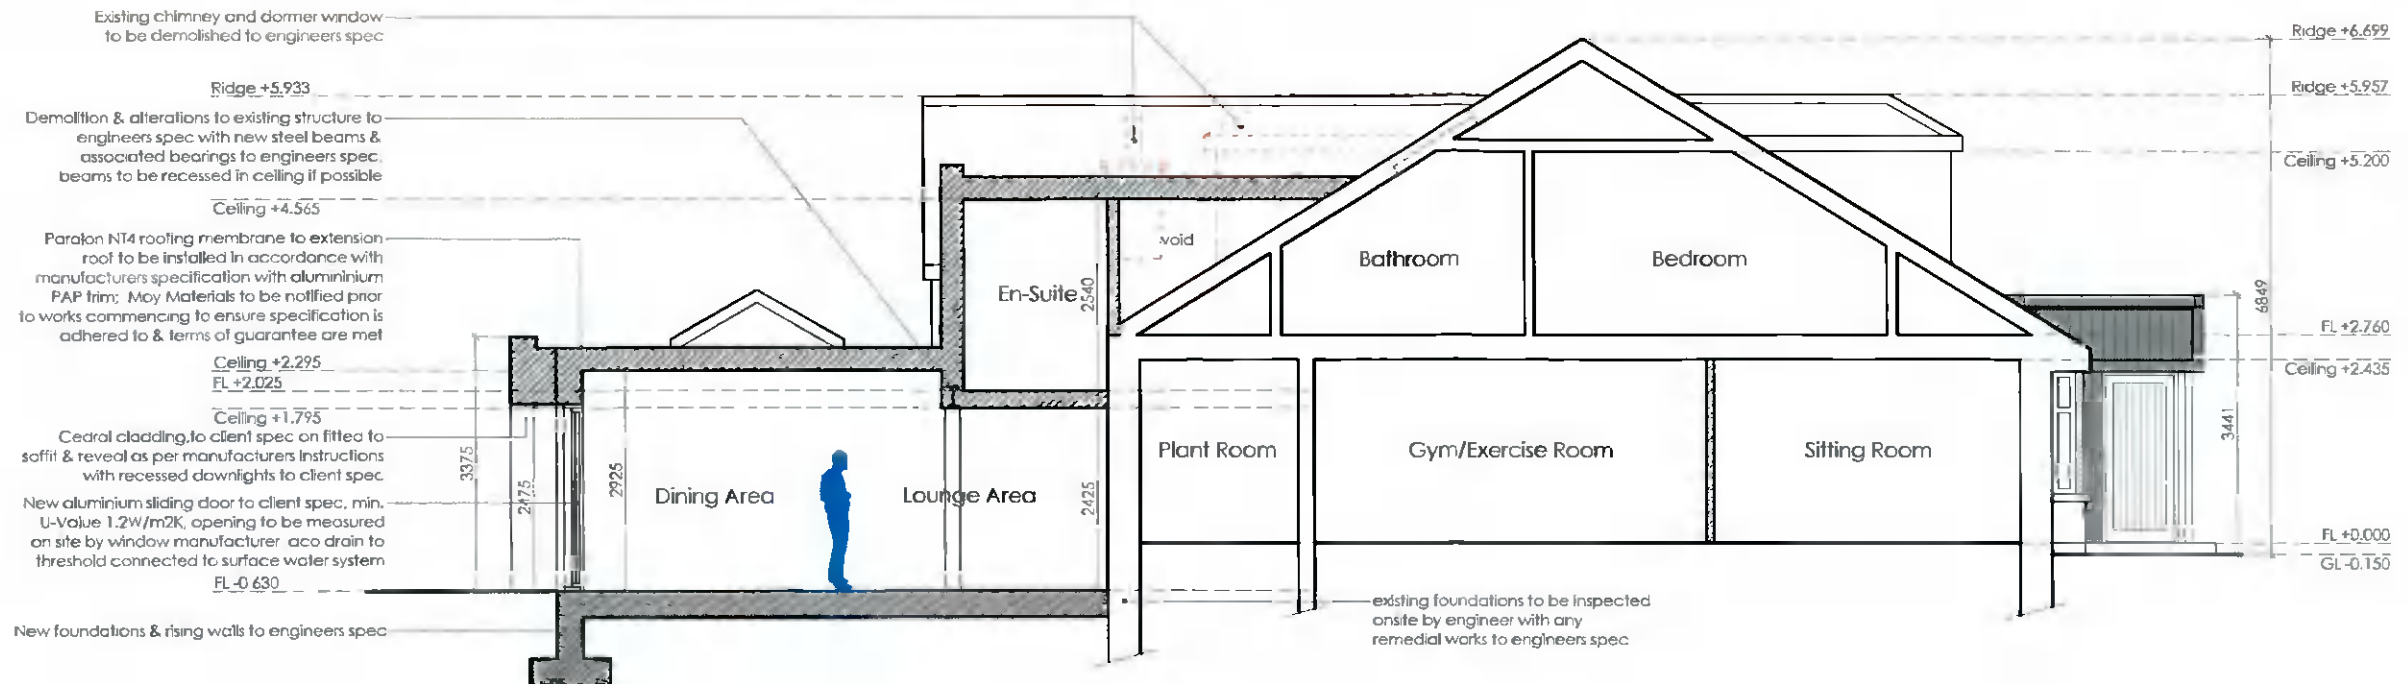 Existing chimney and dormer window
to be demolished to engineers spec
Ridge +5.933
Demolition & alterations to existing structure to
engineers spec with new steel beams &
associated bearings to engineers spec,
beams to be recessed in ceiling if possible
Ceiling +4.565
Paralon NT4 roofing membrane to extension
roof to be installed in accordance with
manufacturers specification with alumininium
PAP trim; Moy Materials to be notified prior
to works commencing to ensure specification is
adhered to & terms of guarantee are met
Ceiling +2.295
FL +2.025
Ceiling +1.795
Cedral cladding to client spec on fitted to
soffit & reveal as per manufacturers instructions
with recessed downlights to client spec
New aluminium sliding door to client spec, min.
U-Value 1.2W/m2K, opening to be measured
on site by window manufacturer aco drain to
threshold connected to surface water system
FL -0.630
New foundations & rising walls to engineers spec
3375
2175
2925
Dining Area
Lounge Area
En-Suite
2540
2425
void
Bathroom
Bedroom
Plant Room
Gym/Exercise Room
Sitting Room
existing foundations to be inspected
onsite by engineer with any
remedial works to engineers spec
Ridge +6.699
Ridge +5.957
Ceiling +5.200
6849
FL +2.760
Ceiling +2.435
3441
FL +0.000
GL -0.150